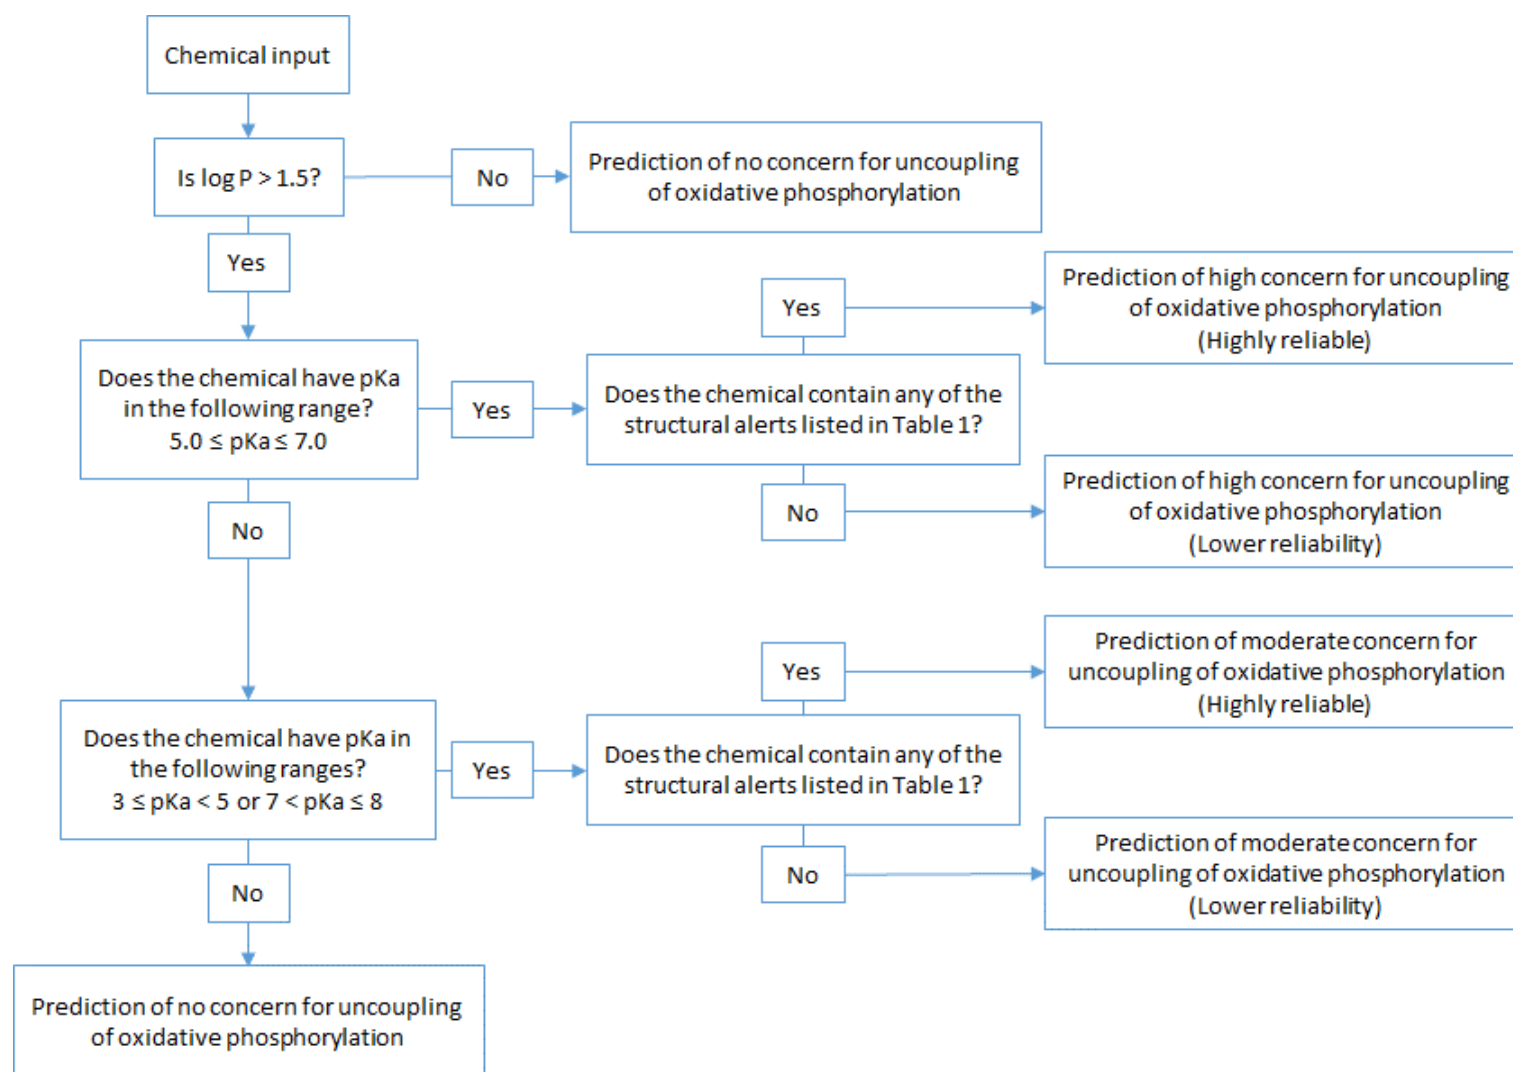 Chemical input
Is log P > 1.5?
No
Prediction of no concern for uncoupling
of oxidative phosphorylation
Yes
Does the chemical have pKa
in the following range?
5.0 ≤ pKa ≤ 7.0
Yes
Does the chemical contain any of the
structural alerts listed in Table 1?
Yes
Prediction of high concern for uncoupling
of oxidative phosphorylation
(Highly reliable)
No
Prediction of high concern for uncoupling
of oxidative phosphorylation
(Lower reliability)
No
Does the chemical have pKa in
the following ranges?
3 ≤ pKa < 5 or 7 < pKa ≤ 8
Yes
Does the chemical contain any of the
structural alerts listed in Table 1?
Yes
Prediction of moderate concern for
uncoupling of oxidative phosphorylation
(Highly reliable)
No
Prediction of moderate concern for
uncoupling of oxidative phosphorylation
(Lower reliability)
No
Prediction of no concern for uncoupling
of oxidative phosphorylation